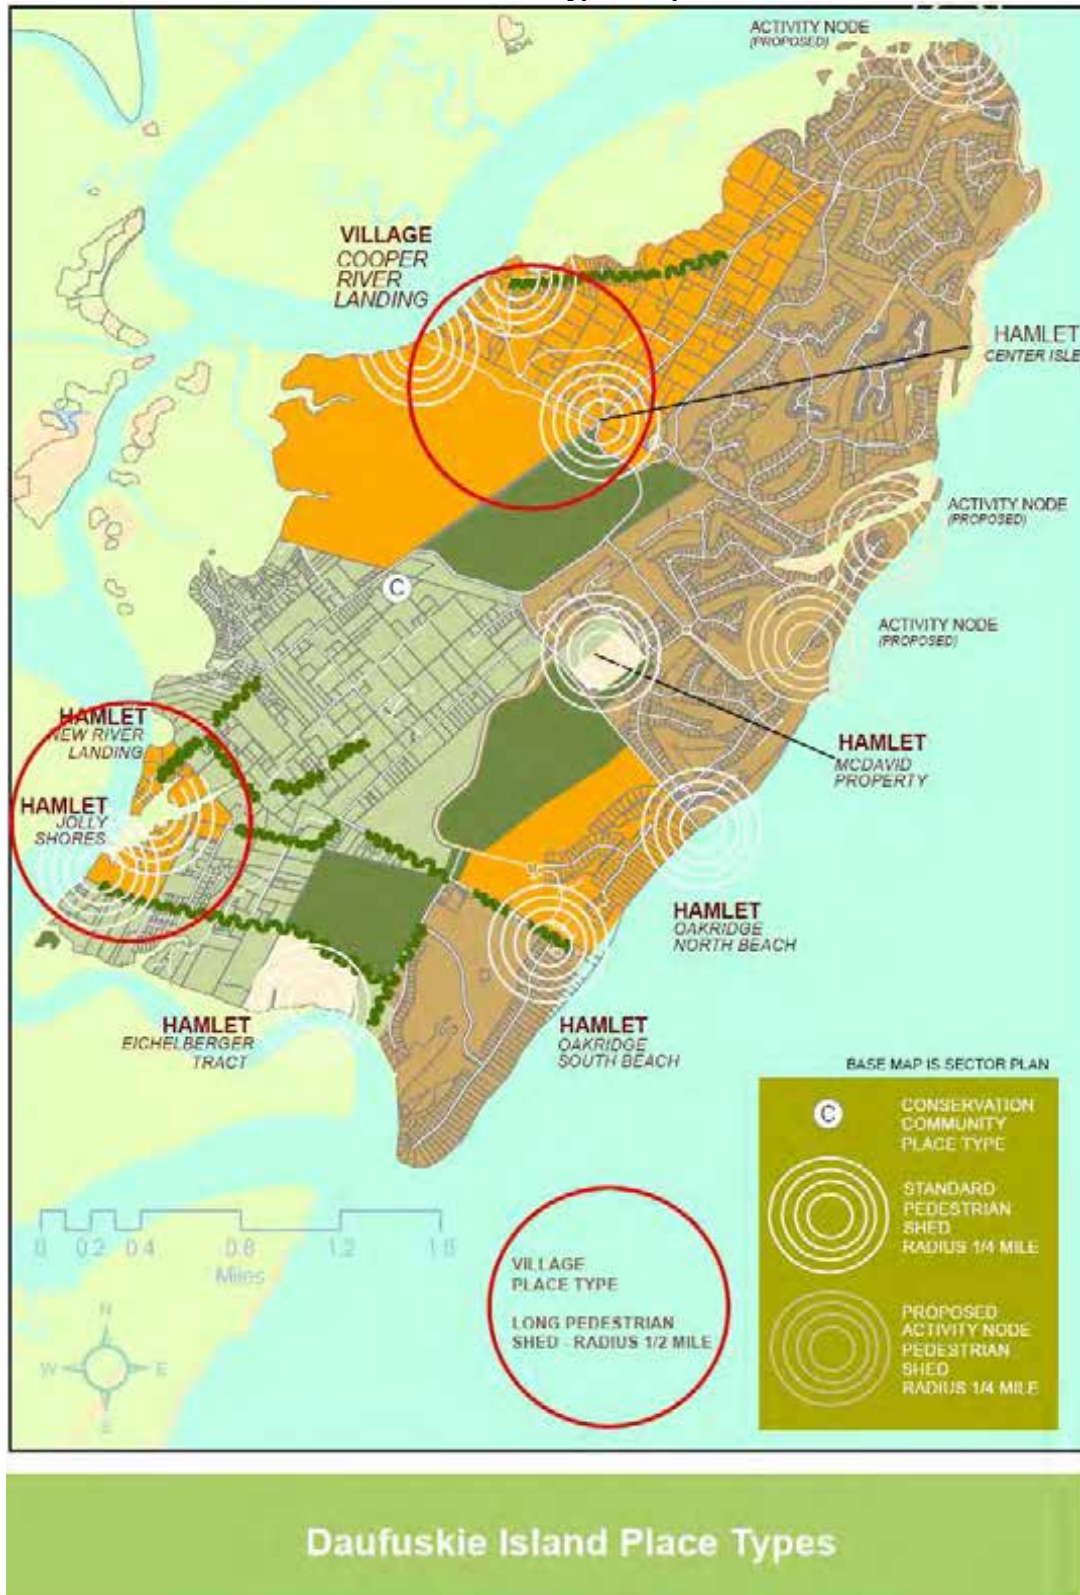 ACTIVITY NODE
(PROPOSED)
VILLAGE
COOPER
RIVER
LANDING
HAMLET
CENTER ISLE
ACTIVITY NODE
(PROPOSED)
C
ACTIVITY NODE
(PROPOSED)
HAMLET
NEW RIVER
LANDING
HAMLET
MCDAVID
PROPERTY
HAMLET
JOLLY
SHORES
HAMLET
OAKRIDGE
NORTH BEACH
HAMLET
EICHELBERGER
TRACT
HAMLET
OAKRIDGE
SOUTH BEACH
BASE MAP IS SECTOR PLAN
C
CONSERVATION
COMMUNITY
PLACE TYPE
STANDARD
PEDESTRIAN
SHED
RADIUS 1/4 MILE
PROPOSED
ACTIVITY NODE
PEDESTRIAN
SHED
RADIUS 1/4 MILE
0 0.2 0.4 0.8 1.2 1.6
Miles
VILLAGE
PLACE TYPE
LONG PEDESTRIAN
SHED - RADIUS 1/2 MILE
N
W E
S
Daufuskie Island Place Types